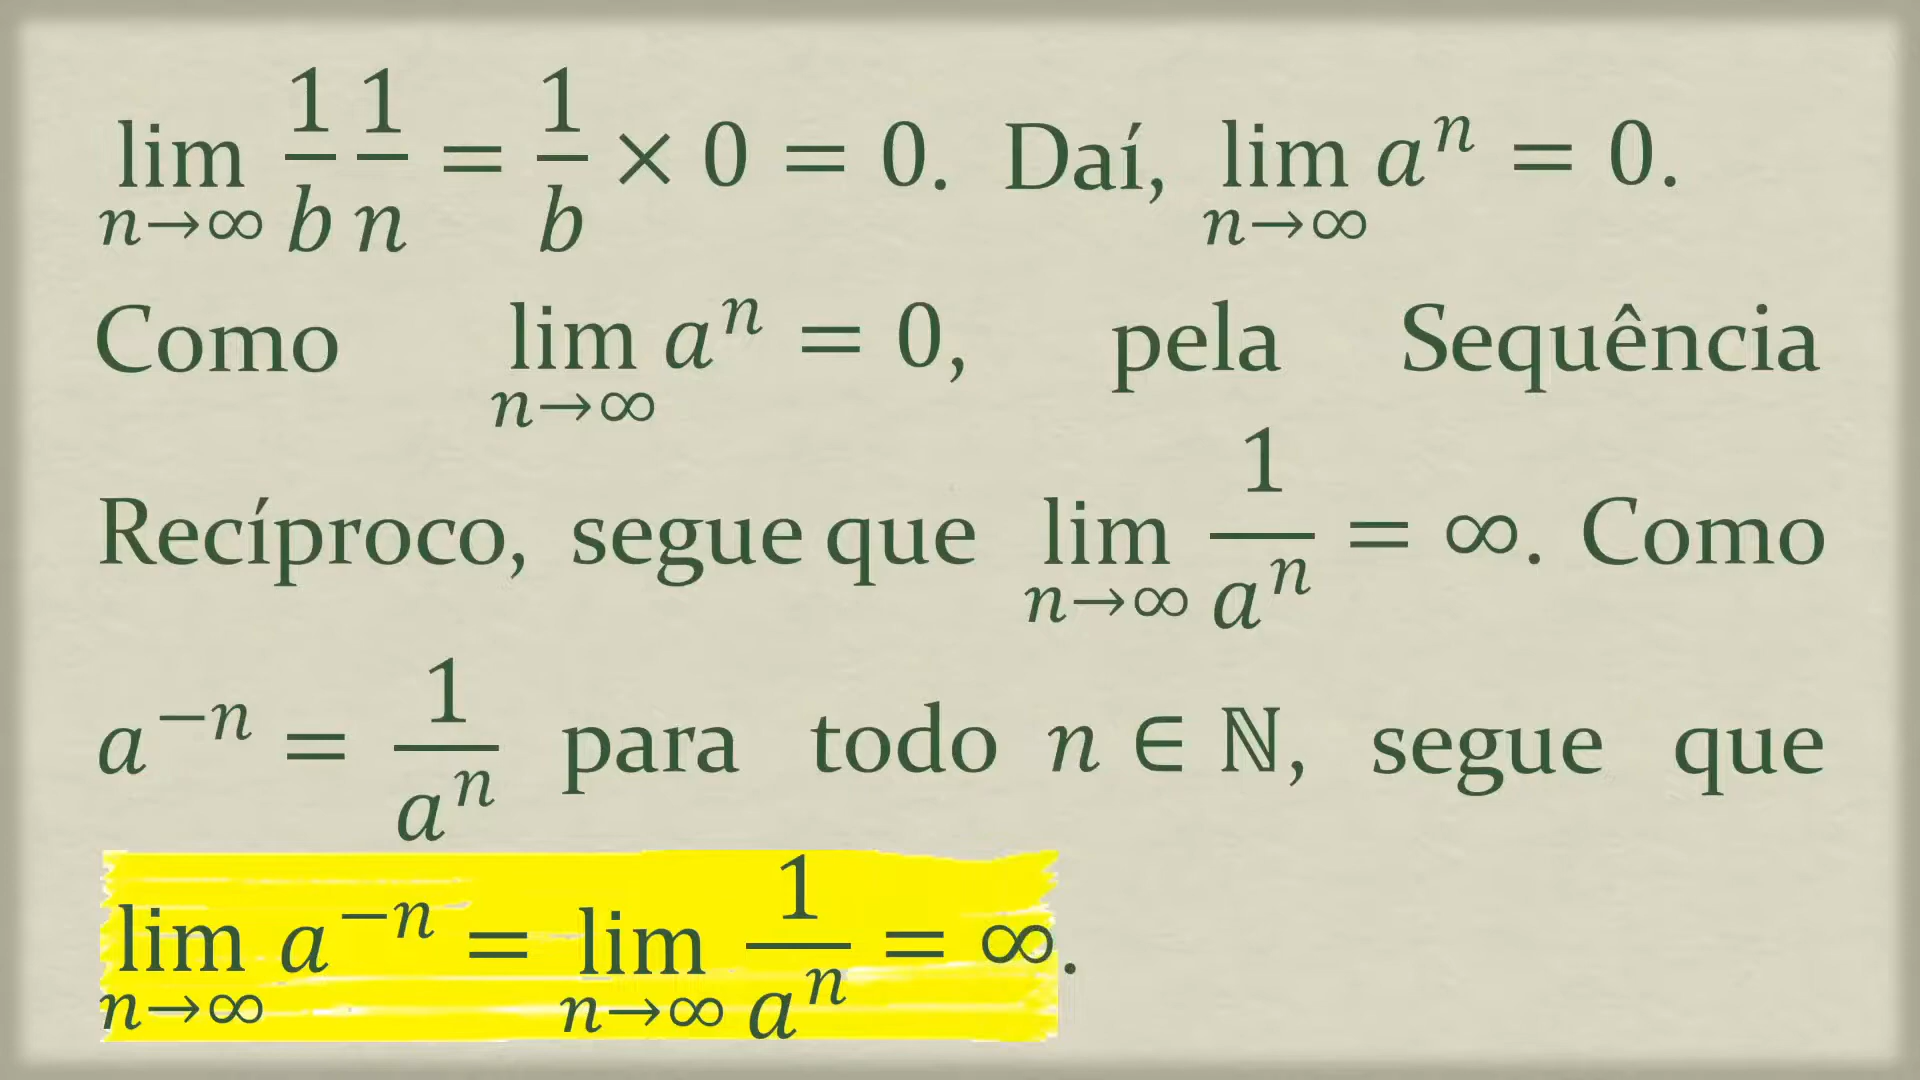 lim_{n→∞} 1/b 1/n = 1/b × 0 = 0. Daí, lim_{n→∞} a^n = 0.
Como lim_{n→∞} a^n = 0, pela Sequência
Recíproco, segue que lim_{n→∞} 1/a^n = ∞. Como
a^{−n} = 1/a^n para todo n ∈ ℕ, segue que
lim_{n→∞} a^{−n} = lim_{n→∞} 1/a^n = ∞.